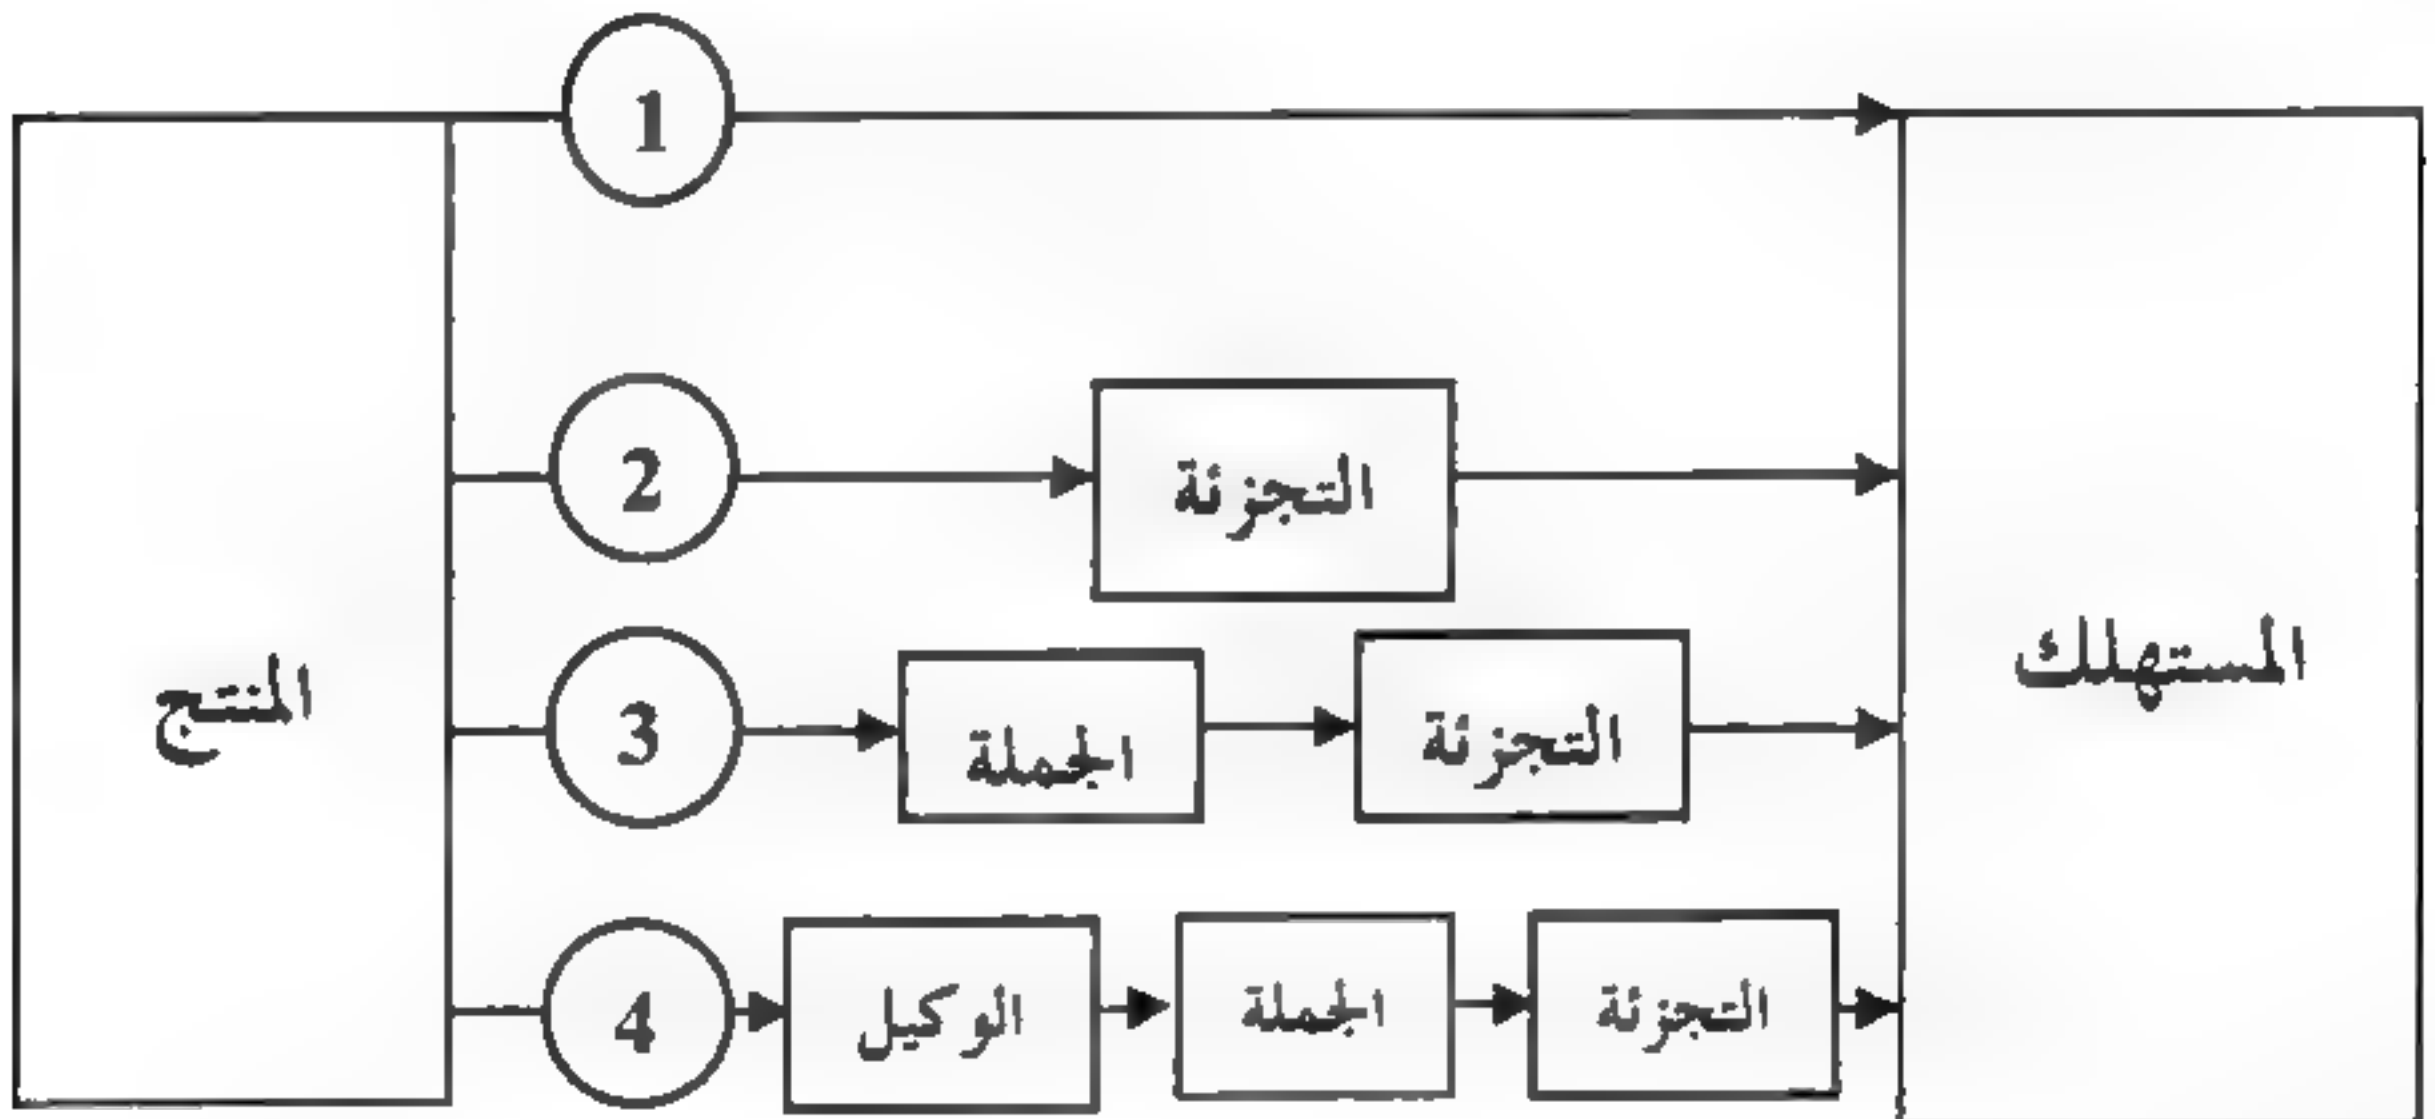 1
2
التجزئة
المنتج
3
الجملة
التجزئة
المستهلك
4
الوكيل
الجملة
التجزئة